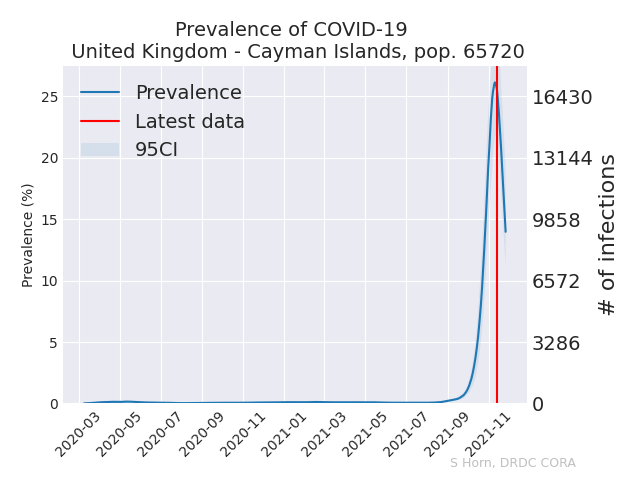 Prevalence of COVID-19
United Kingdom - Cayman Islands, pop. 65720
Prevalence
Latest data
95CI
Prevalence (%)
25
20
15
10
5
0
16430
13144
9858
6572
3286
0
# of infections
2020-03
2020-05
2020-07
2020-09
2020-11
2021-01
2021-03
2021-05
2021-07
2021-09
2021-11
S Horn, DRDC CORA